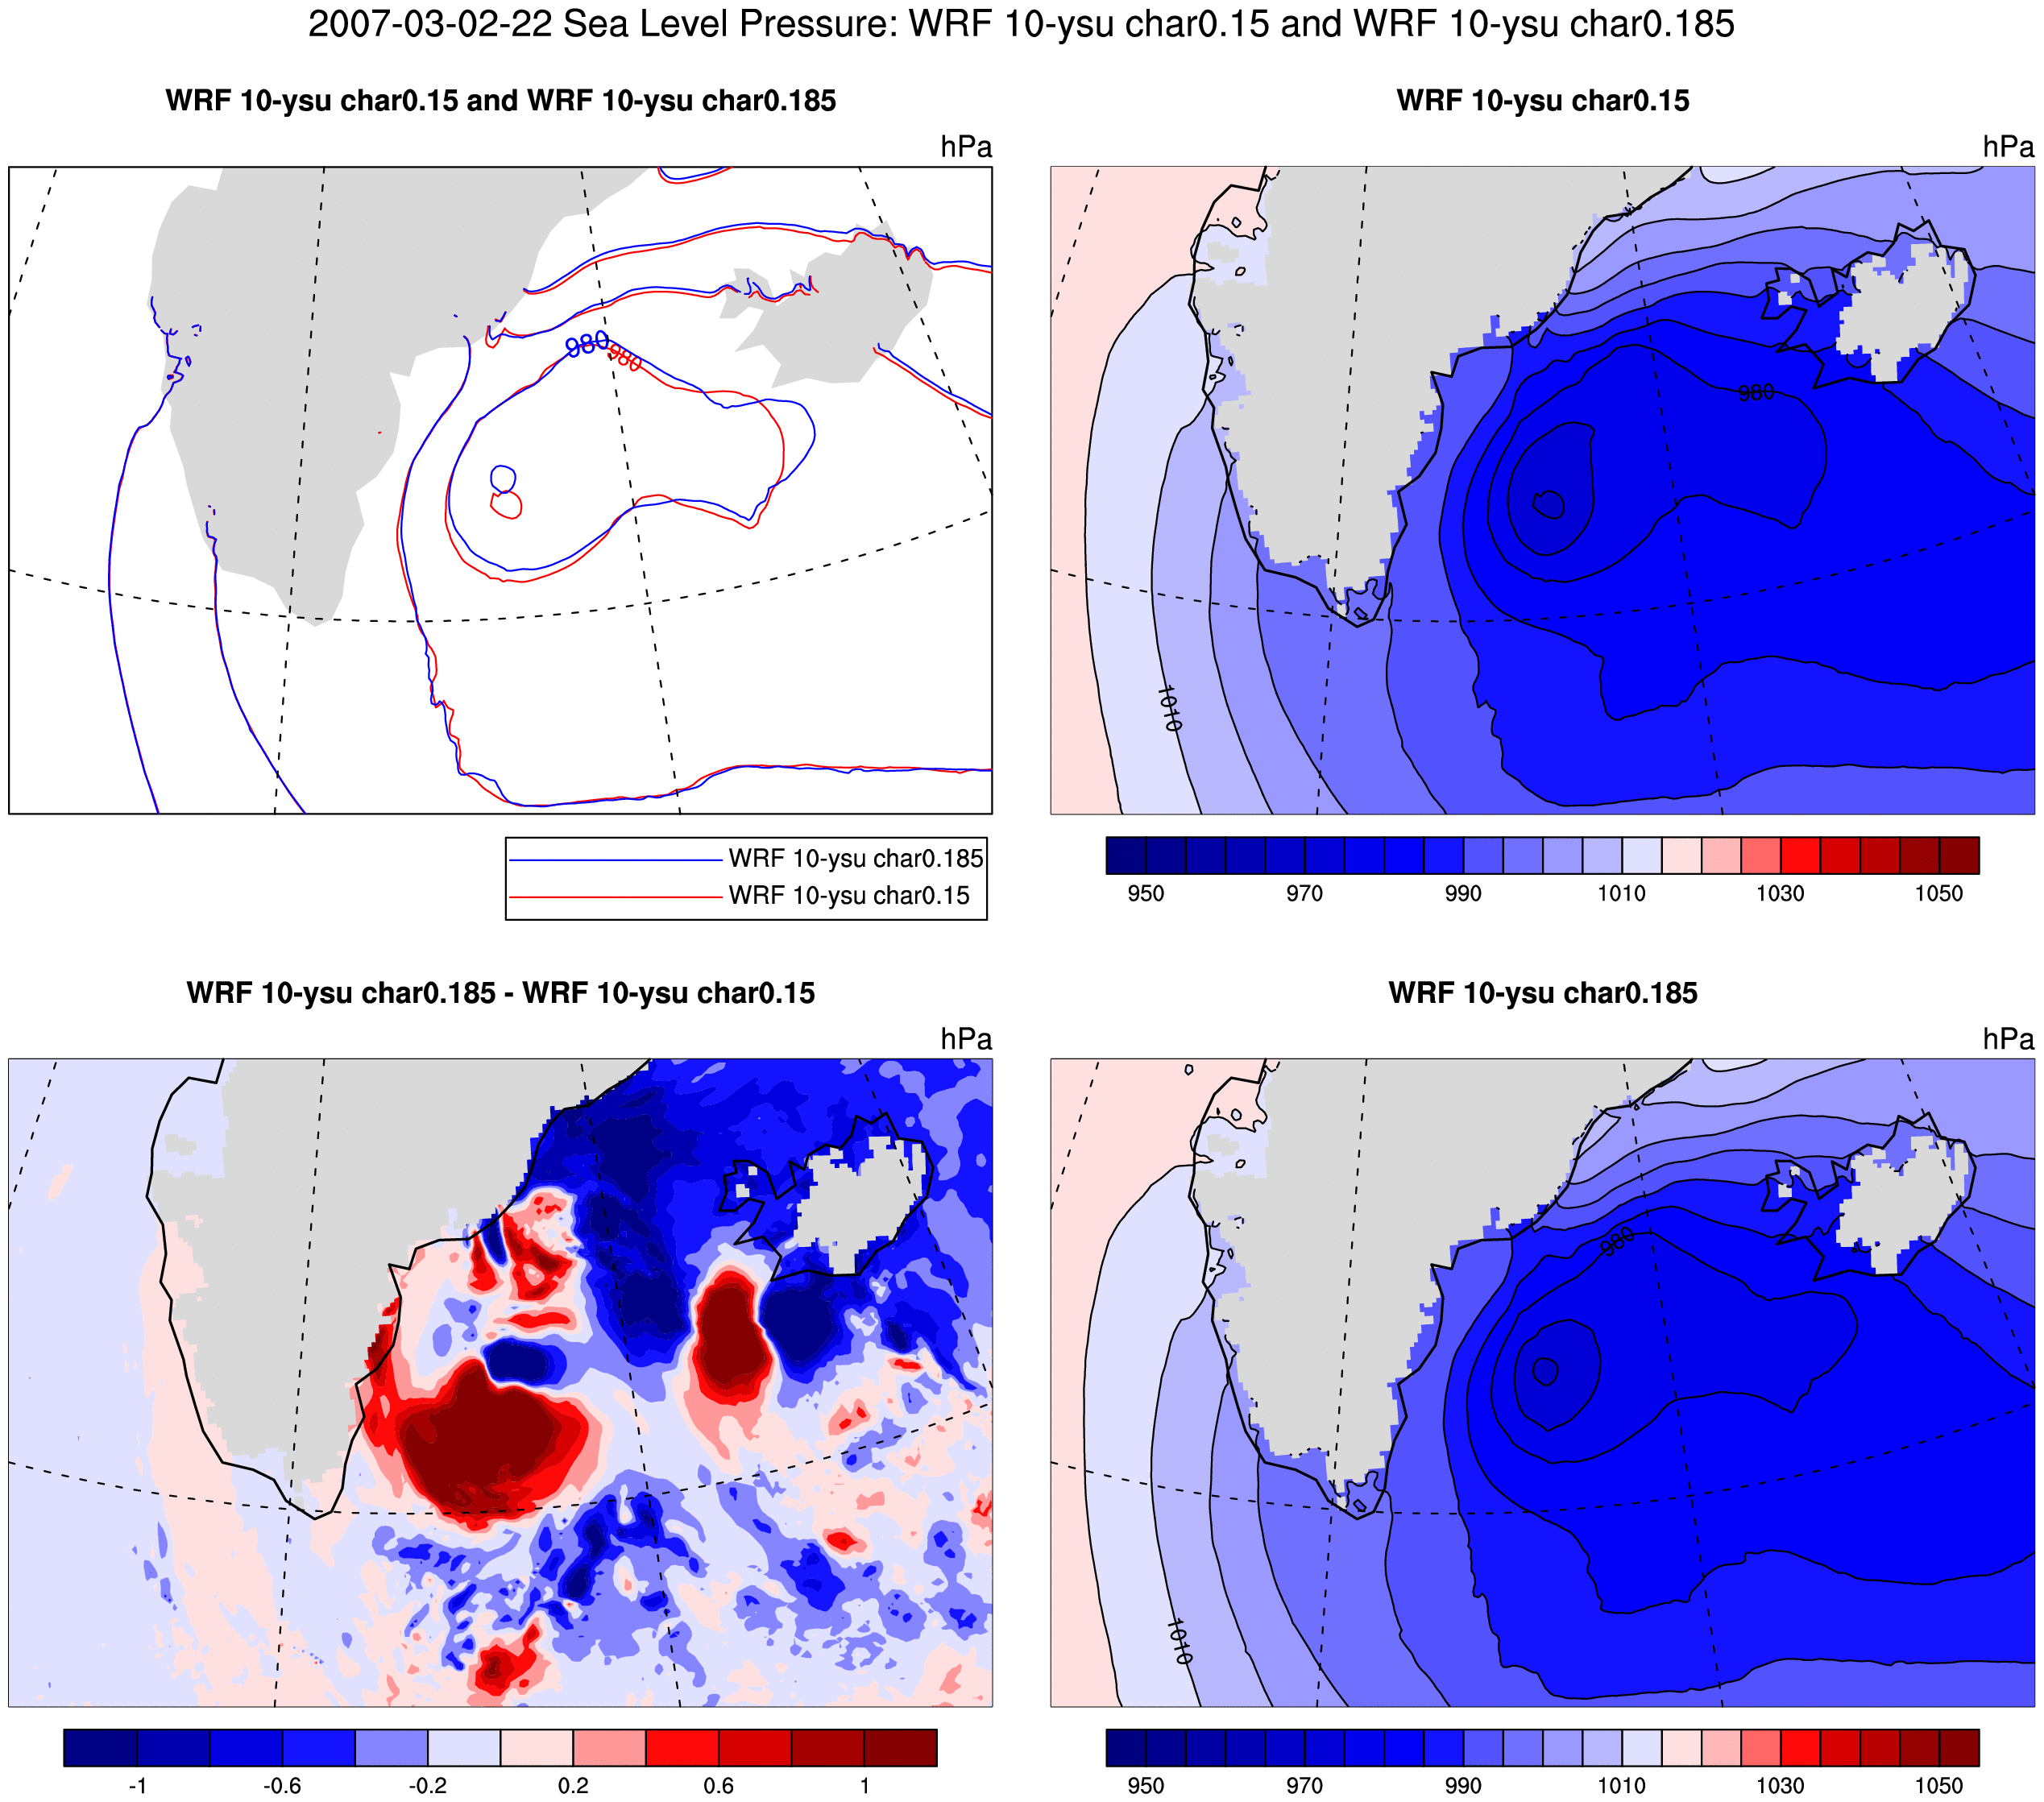 2007-03-02-22 Sea Level Pressure: WRF 10-ysu char0.15 and WRF 10-ysu char0.185
WRF 10-ysu char0.15 and WRF 10-ysu char0.185
hPa
980
980
WRF 10-ysu char0.185
WRF 10-ysu char0.15
WRF 10-ysu char0.15
hPa
980
1010
950 970 990 1010 1030 1050
WRF 10-ysu char0.185 - WRF 10-ysu char0.15
hPa
-1 -0.6 -0.2 0.2 0.6 1
WRF 10-ysu char0.185
hPa
980
1010
950 970 990 1010 1030 1050